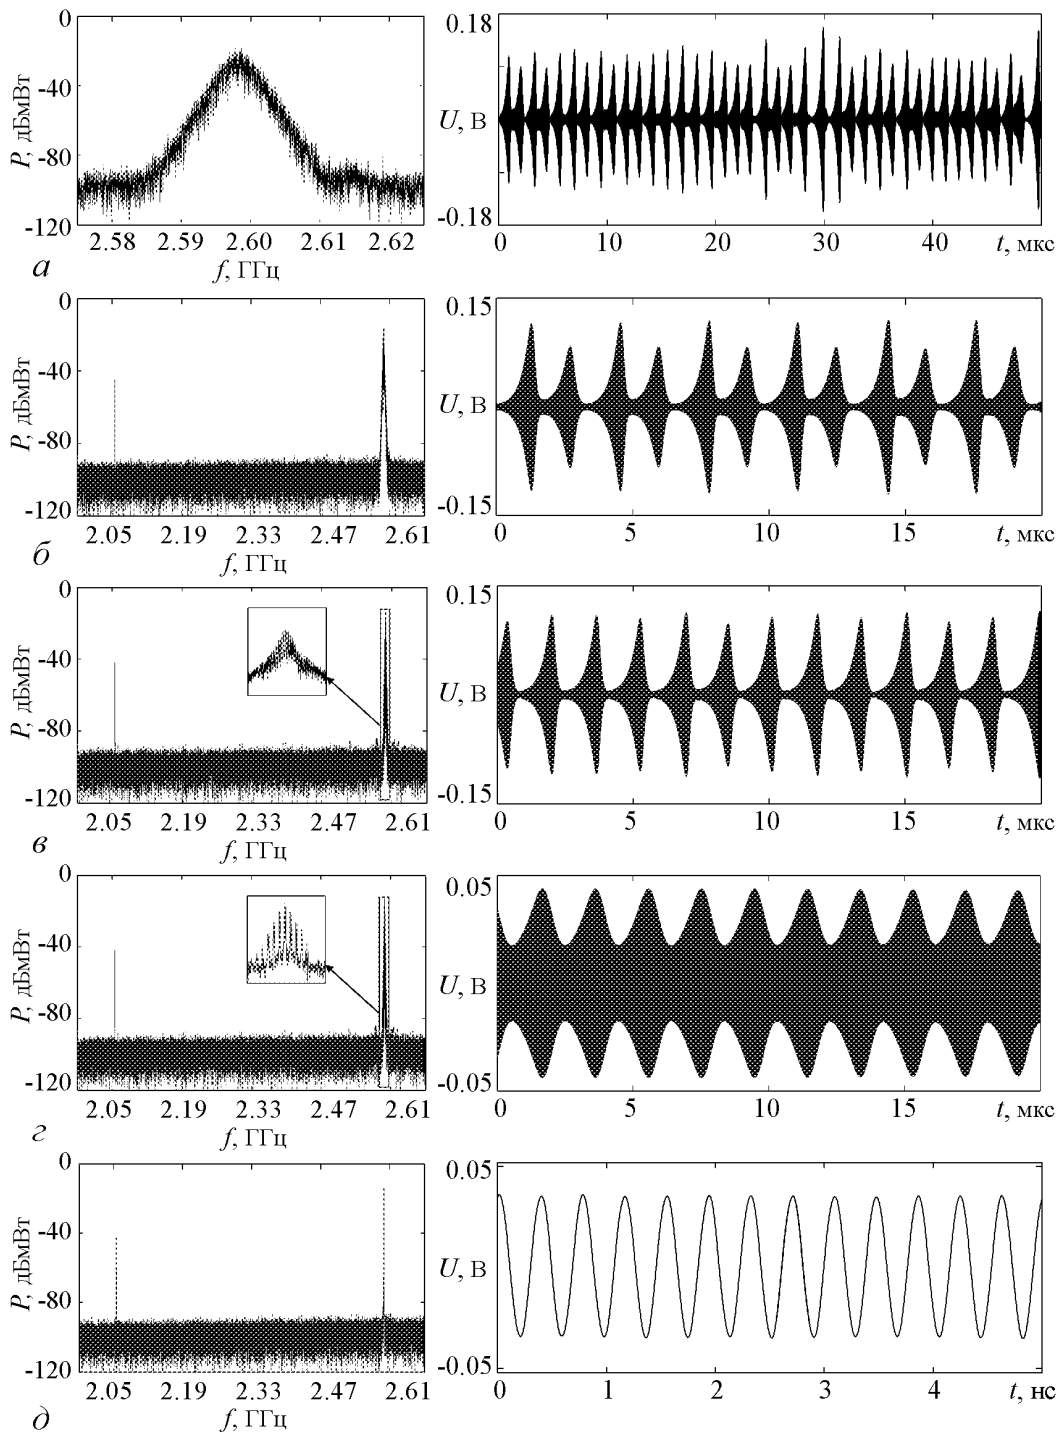 0
-40
-80
-120
P, дБмВт
2.58 2.59 2.60 2.61 2.62
f, ГГц
а
0.18
U, В
-0.18
0 10 20 30 40 t, мкс
0
-40
-80
-120
P, дБмВт
2.05 2.19 2.33 2.47 2.61
f, ГГц
б
0.15
U, В
-0.15
0 5 10 15 t, мкс
0
-40
-80
-120
P, дБмВт
2.05 2.19 2.33 2.47 2.61
f, ГГц
в
0.15
U, В
-0.15
0 5 10 15 t, мкс
0
-40
-80
-120
P, дБмВт
2.05 2.19 2.33 2.47 2.61
f, ГГц
г
0.05
U, В
-0.05
0 5 10 15 t, мкс
0
-40
-80
-120
P, дБмВт
2.05 2.19 2.33 2.47 2.61
f, ГГц
д
0.05
U, В
-0.05
0 1 2 3 4 t, нс